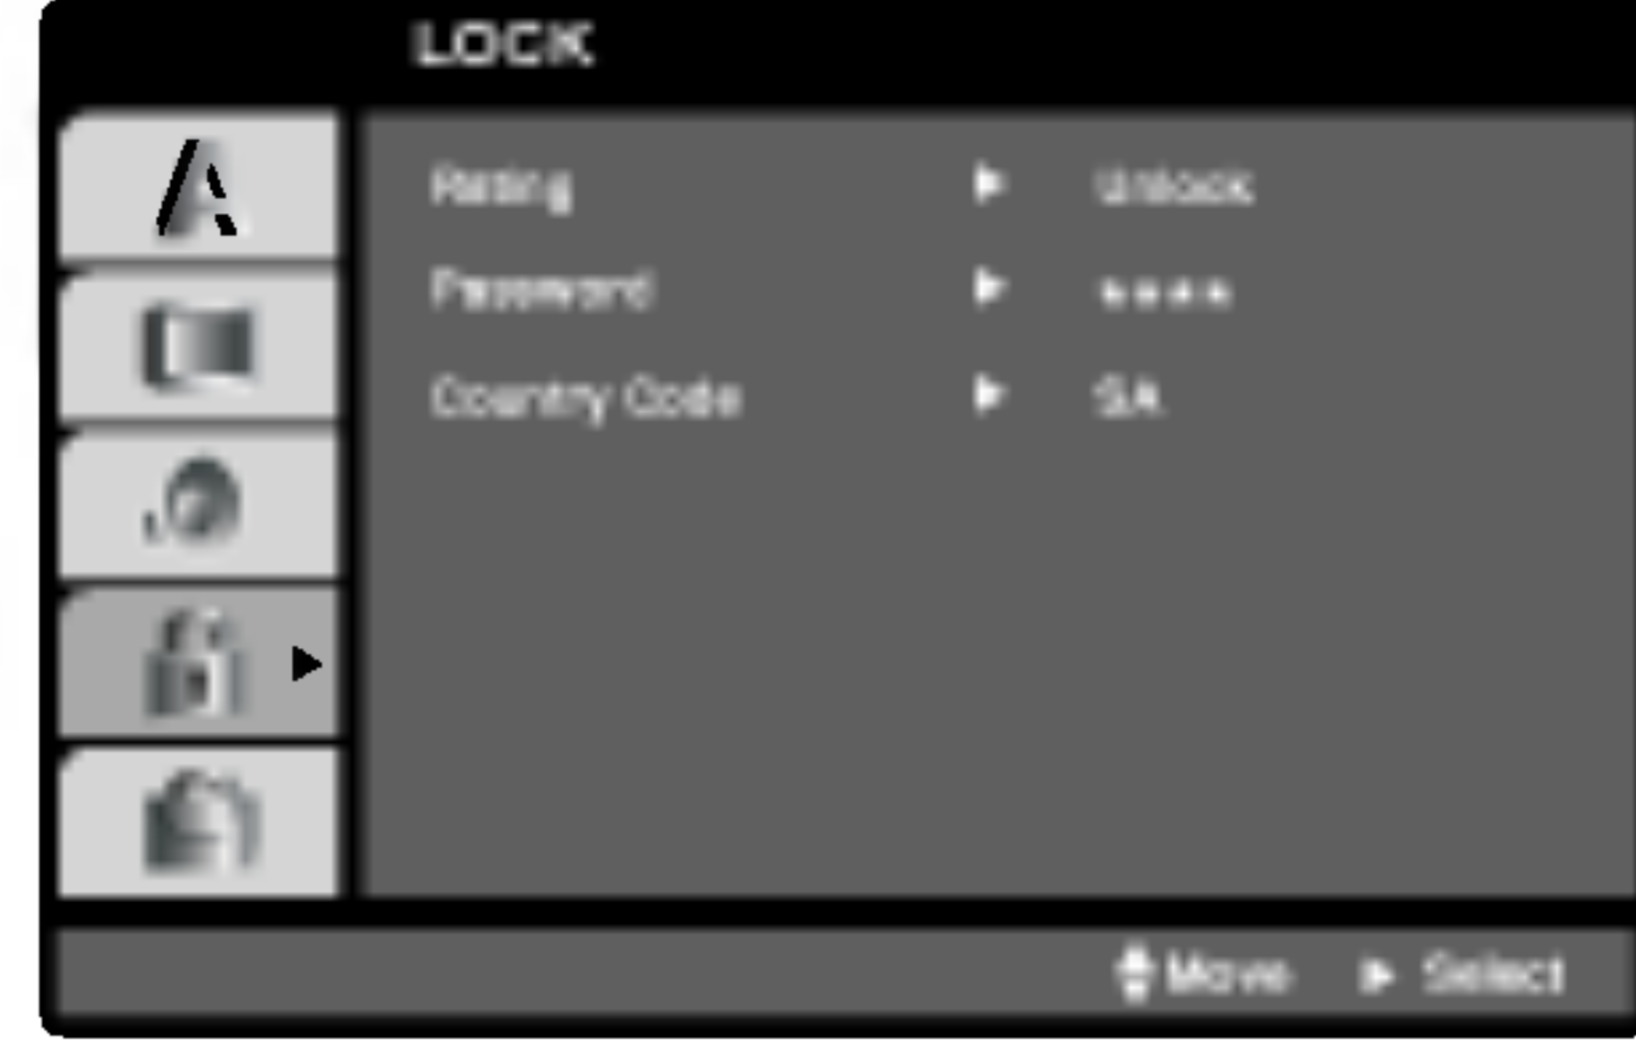 LOCK
A
Rating ▶ Unlock
Password ▶ ****
Country Code ▶ SA
Move ▶ Select